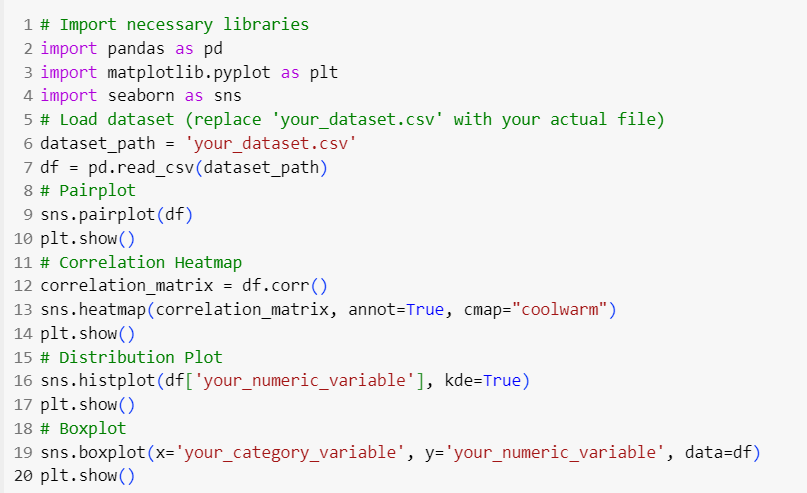 1 # Import necessary libraries
2 import pandas as pd
3 import matplotlib.pyplot as plt
4 import seaborn as sns
5 # Load dataset (replace 'your_dataset.csv' with your actual file)
6 dataset_path = 'your_dataset.csv'
7 df = pd.read_csv(dataset_path)
8 # Pairplot
9 sns.pairplot(df)
10 plt.show()
11 # Correlation Heatmap
12 correlation_matrix = df.corr()
13 sns.heatmap(correlation_matrix, annot=True, cmap="coolwarm")
14 plt.show()
15 # Distribution Plot
16 sns.histplot(df['your_numeric_variable'], kde=True)
17 plt.show()
18 # Boxplot
19 sns.boxplot(x='your_category_variable', y='your_numeric_variable', data=df)
20 plt.show()